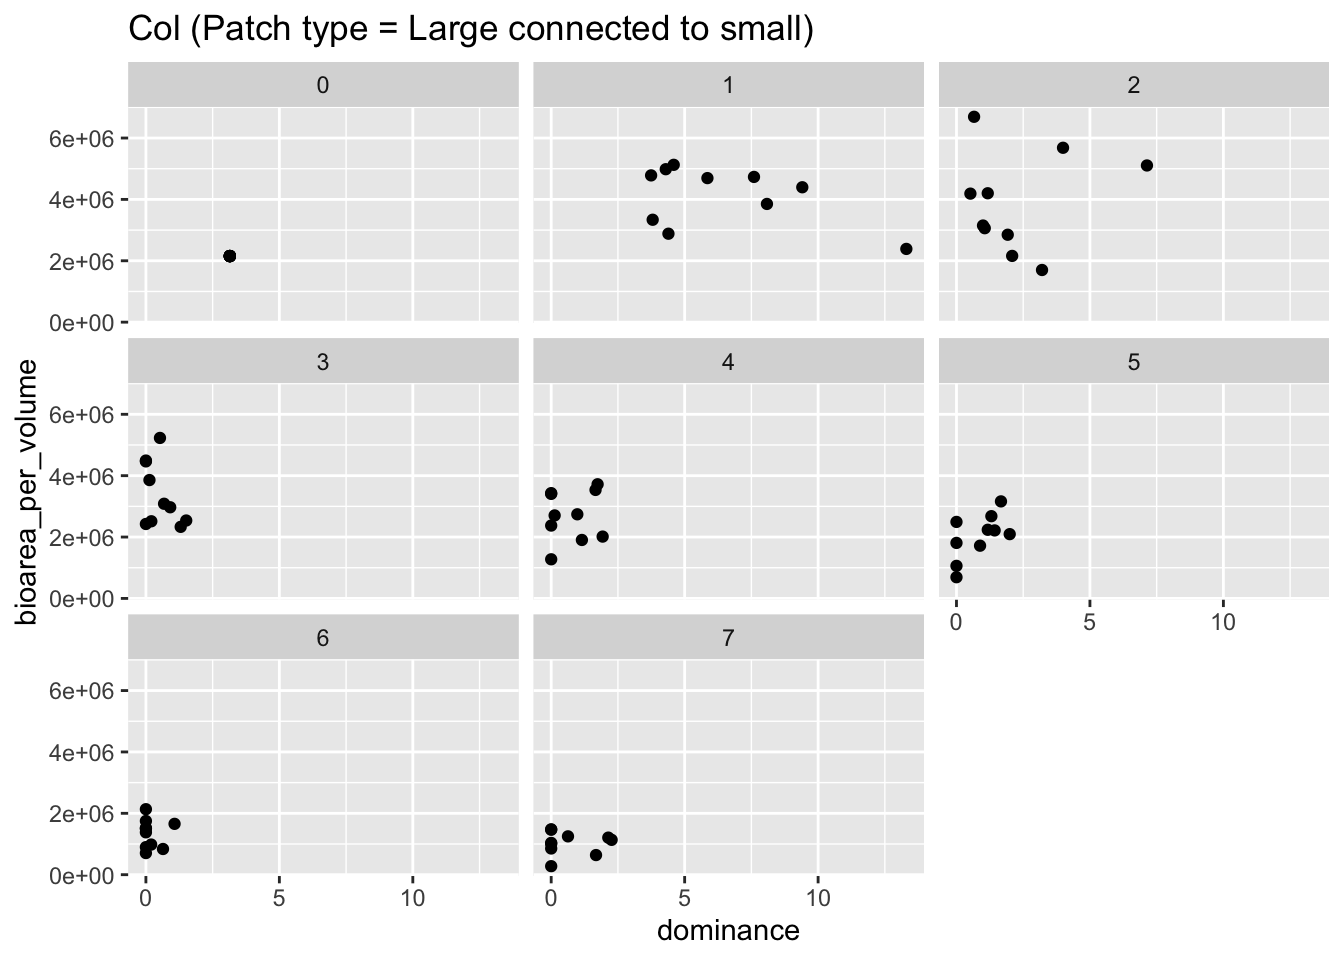 Col (Patch type = Large connected to small)
0 1 2
6e+06
4e+06
2e+06
0e+00
3 4 5
6e+06
4e+06
2e+06
0e+00
0 5 10
6 7
6e+06
4e+06
2e+06
0e+00
0 5 10 0 5 10
dominance
bioarea_per_volume